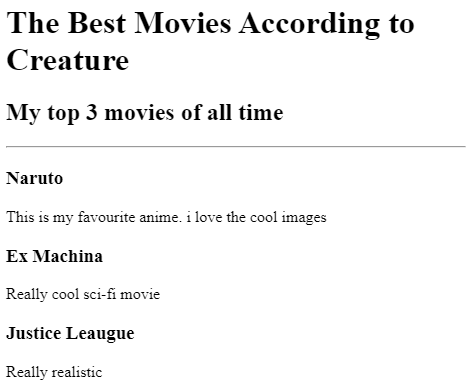 The Best Movies According to
Creature
My top 3 movies of all time
Naruto
This is my favourite anime. i love the cool images
Ex Machina
Really cool sci-fi movie
Justice Leaugue
Really realistic